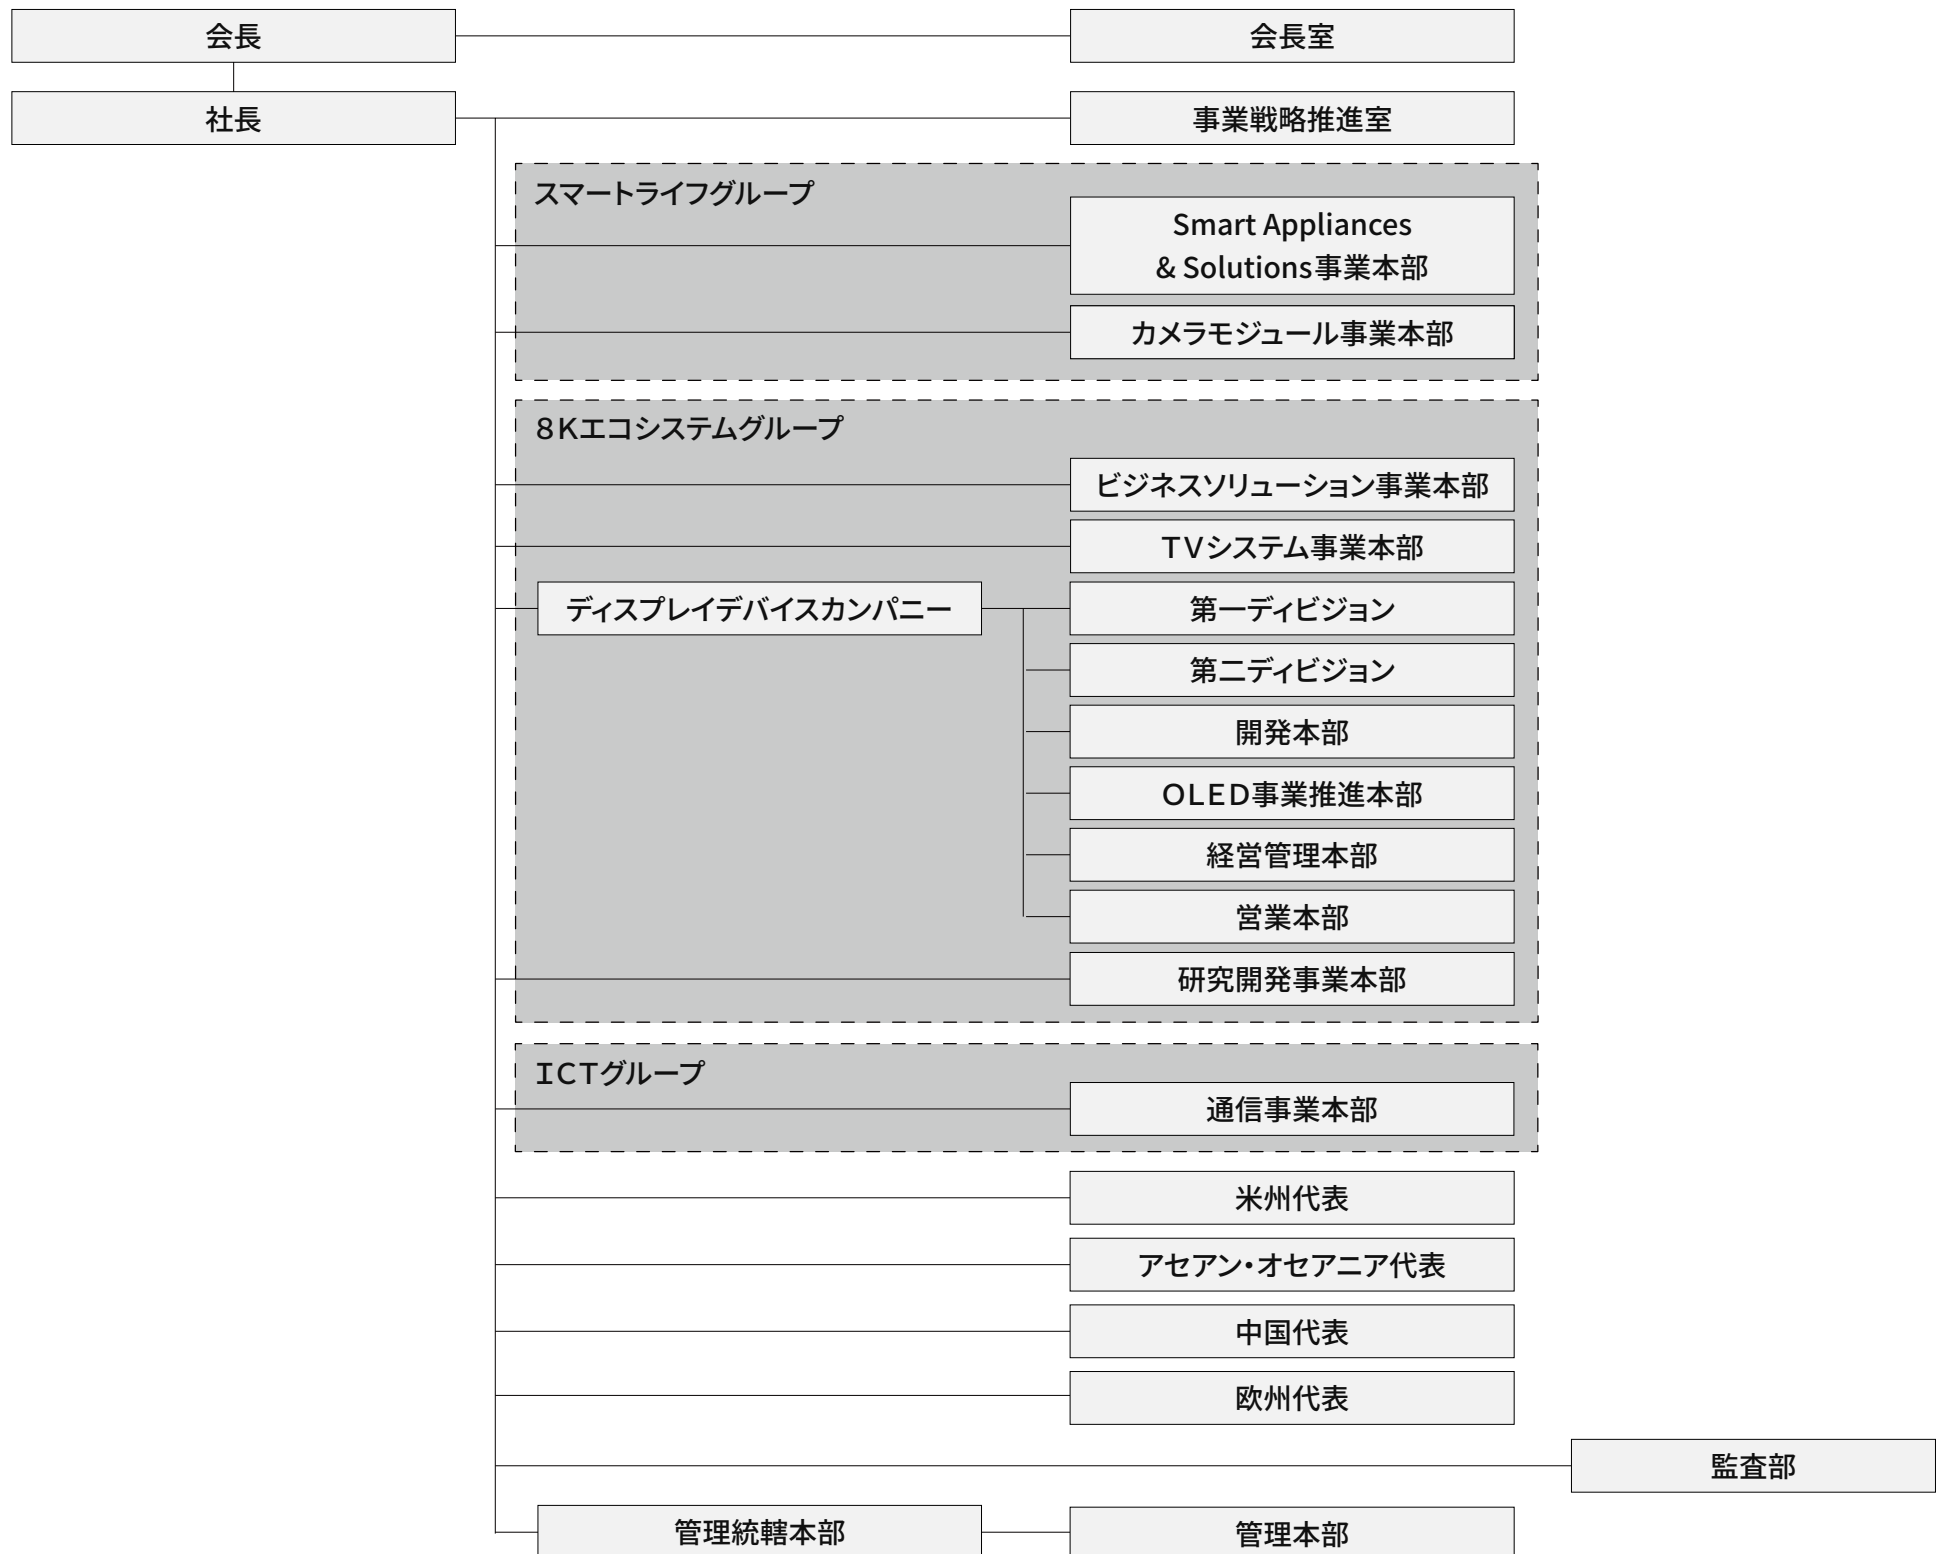 会長
会長室
社長
事業戦略推進室
スマートライフグループ
Smart Appliances
& Solutions事業本部
カメラモジュール事業本部
８Kエコシステムグループ
ビジネスソリューション事業本部
ＴＶシステム事業本部
ディスプレイデバイスカンパニー
第一ディビジョン
第二ディビジョン
開発本部
ＯＬＥＤ事業推進本部
経営管理本部
営業本部
研究開発事業本部
ＩＣＴグループ
通信事業本部
米州代表
アセアン・オセアニア代表
中国代表
欧州代表
監査部
管理統轄本部
管理本部